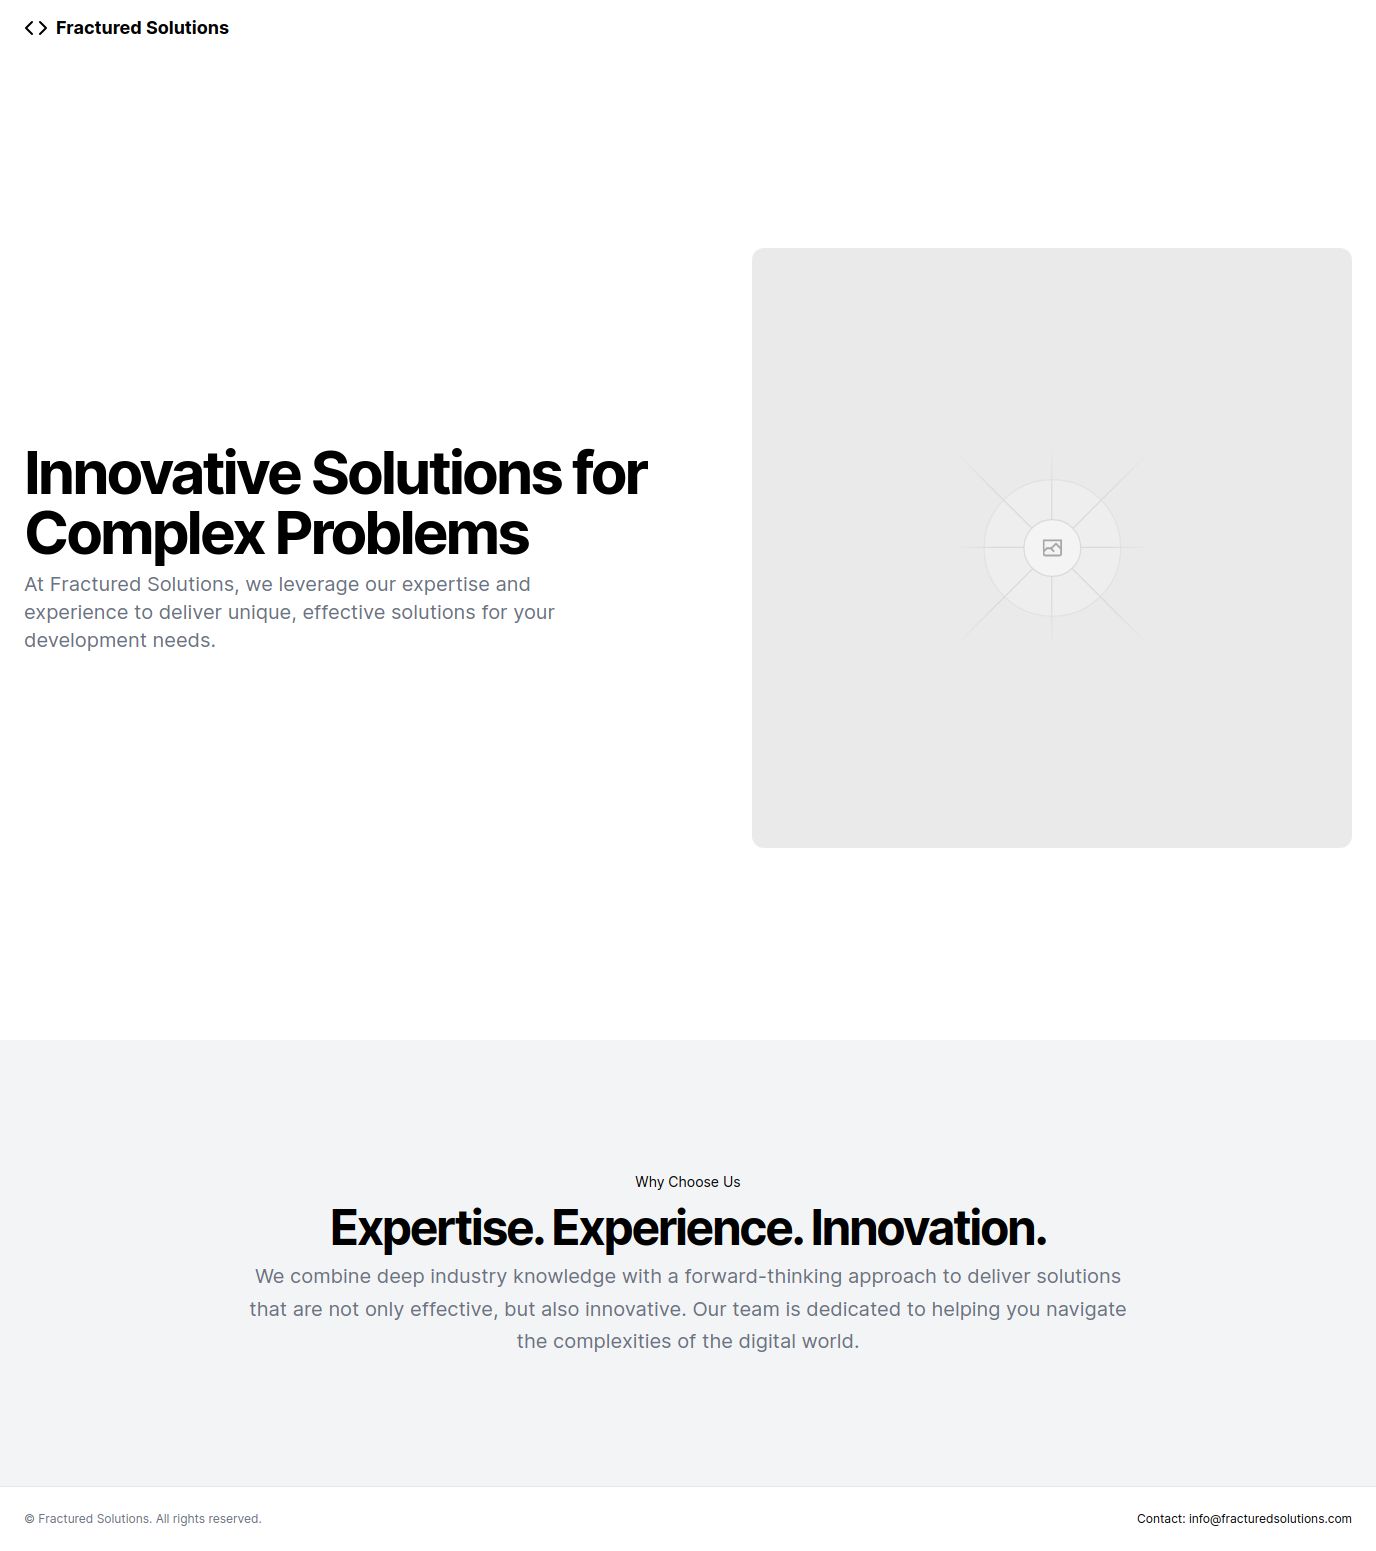 Fractured Solutions
Innovative Solutions for
Complex Problems
At Fractured Solutions, we leverage our expertise and
experience to deliver unique, effective solutions for your
development needs.
Why Choose Us
Expertise. Experience. Innovation.
We combine deep industry knowledge with a forward-thinking approach to deliver solutions
that are not only effective, but also innovative. Our team is dedicated to helping you navigate
the complexities of the digital world.
© Fractured Solutions. All rights reserved.
Contact: info@fracturedsolutions.com